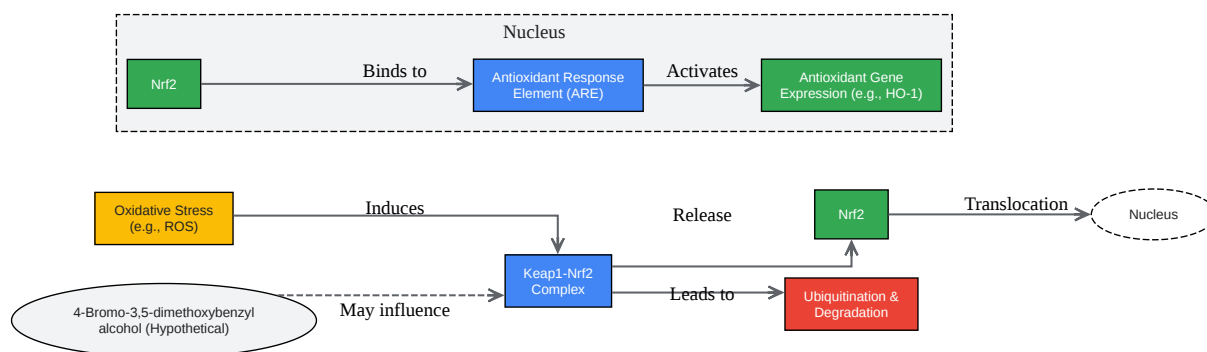 Nucleus
Nrf2
Binds to
Antioxidant Response
Element (ARE)
Activates
Antioxidant Gene
Expression (e.g., HO-1)
Oxidative Stress
(e.g., ROS)
Induces
Release
Nrf2
Translocation
Nucleus
Keap1-Nrf2
Complex
Leads to
Ubiquitination &
Degradation
4-Bromo-3,5-dimethoxybenzyl
alcohol (Hypothetical)
May influence